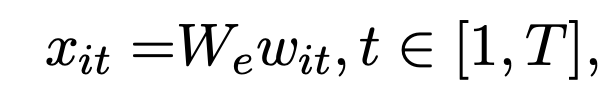 x_{it} = W_e w_{it}, t ∈ [1, T],